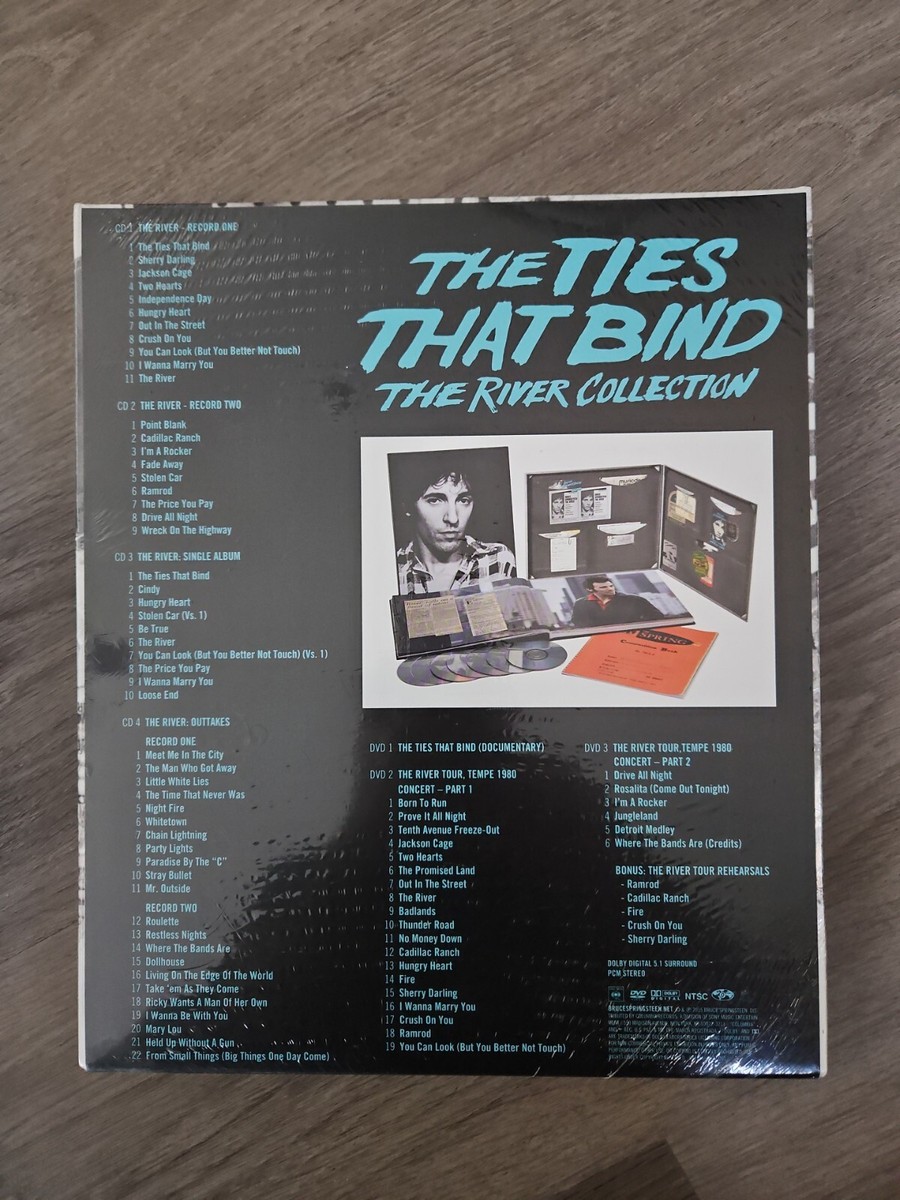 CD 1 THE RIVER - RECORD ONE
1 The Ties That Bind
2 Sherry Darling
3 Jackson Cage
4 Two Hearts
5 Independence Day
6 Hungry Heart
7 Out In The Street
8 Crush On You
9 You Can Look (But You Better Not Touch)
10 I Wanna Marry You
11 The River
CD 2 THE RIVER - RECORD TWO
1 Point Blank
2 Cadillac Ranch
3 I'm A Rocker
4 Fade Away
5 Stolen Car
6 Ramrod
7 The Price You Pay
8 Drive All Night
9 Wreck On The Highway
CD 3 THE RIVER: SINGLE ALBUM
1 The Ties That Bind
2 Cindy
3 Hungry Heart
4 Stolen Car (Vs. 1)
5 Be True
6 The River
7 You Can Look (But You Better Not Touch) (Vs. 1)
8 The Price You Pay
9 I Wanna Marry You
10 Loose End
CD 4 THE RIVER: OUTTAKES
RECORD ONE
1 Meet Me In The City
2 The Man Who Got Away
3 Little White Lies
4 The Time That Never Was
5 Night Fire
6 Whitetown
7 Chain Lightning
8 Party Lights
9 Paradise By The "C"
10 Stray Bullet
11 Mr. Outside
RECORD TWO
12 Roulette
13 Restless Nights
14 Where The Bands Are
15 Dollhouse
16 Living On The Edge Of The World
17 Take 'em As They Come
18 Ricky Wants A Man Of Her Own
19 I Wanna Be With You
20 Mary Lou
21 Held Up Without A Gun
22 From Small Things (Big Things One Day Come)
THE TIES
THAT BIND
THE RIVER COLLECTION
SPRING
DVD 1 THE TIES THAT BIND (DOCUMENTARY)
DVD 2 THE RIVER TOUR, TEMPE 1980
CONCERT – PART 1
1 Born To Run
2 Prove It All Night
3 Tenth Avenue Freeze-Out
4 Jackson Cage
5 Two Hearts
6 The Promised Land
7 Out In The Street
8 The River
9 Badlands
10 Thunder Road
11 No Money Down
12 Cadillac Ranch
13 Hungry Heart
14 Fire
15 Sherry Darling
16 I Wanna Marry You
17 Crush On You
18 Ramrod
19 You Can Look (But You Better Not Touch)
DVD 3 THE RIVER TOUR, TEMPE 1980
CONCERT – PART 2
1 Drive All Night
2 Rosalita (Come Out Tonight)
3 I'm A Rocker
4 Jungleland
5 Detroit Medley
6 Where The Bands Are (Credits)
BONUS: THE RIVER TOUR REHEARSALS
- Ramrod
- Cadillac Ranch
- Fire
- Crush On You
- Sherry Darling
DOLBY DIGITAL 5.1 SURROUND
PCM STEREO
DVD DOLBY DIGITAL NTSC
BRUCESPRINGSTEEN.NET